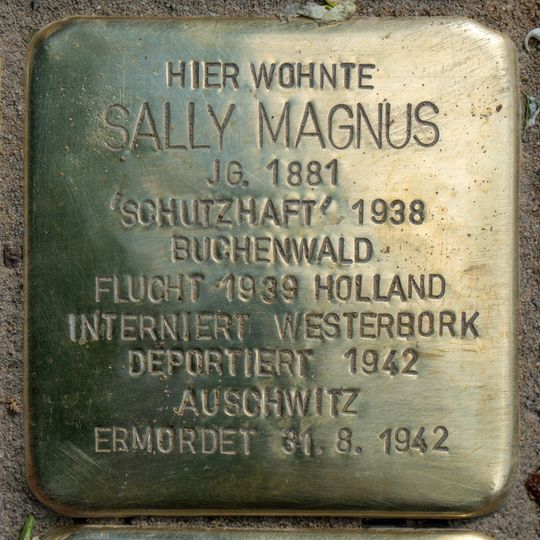 HIER WOHNTE
SALLY MAGNUS
JG. 1881
'SCHUTZHAFT' 1938
BUCHENWALD
FLUCHT 1939 HOLLAND
INTERNIERT WESTERBORK
DEPORTIERT 1942
AUSCHWITZ
ERMORDET 31. 8. 1942